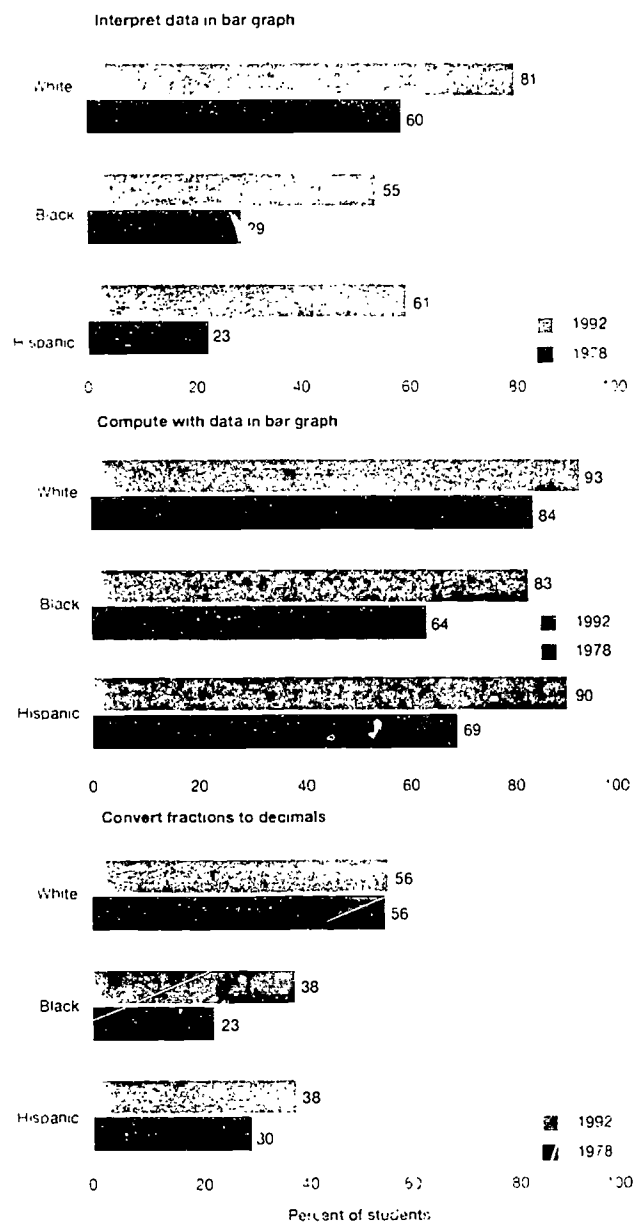 Interpret data in bar graph
White
81
60
Black
55
29
Hispanic
61
23
1992
1978
0 20 40 60 80 100
Compute with data in bar graph
White
93
84
Black
83
64
1992
1978
Hispanic
90
69
0 20 40 60 80 100
Convert fractions to decimals
White
56
56
Black
38
23
Hispanic
38
30
1992
1978
0 20 40 60 80 100
Percent of students